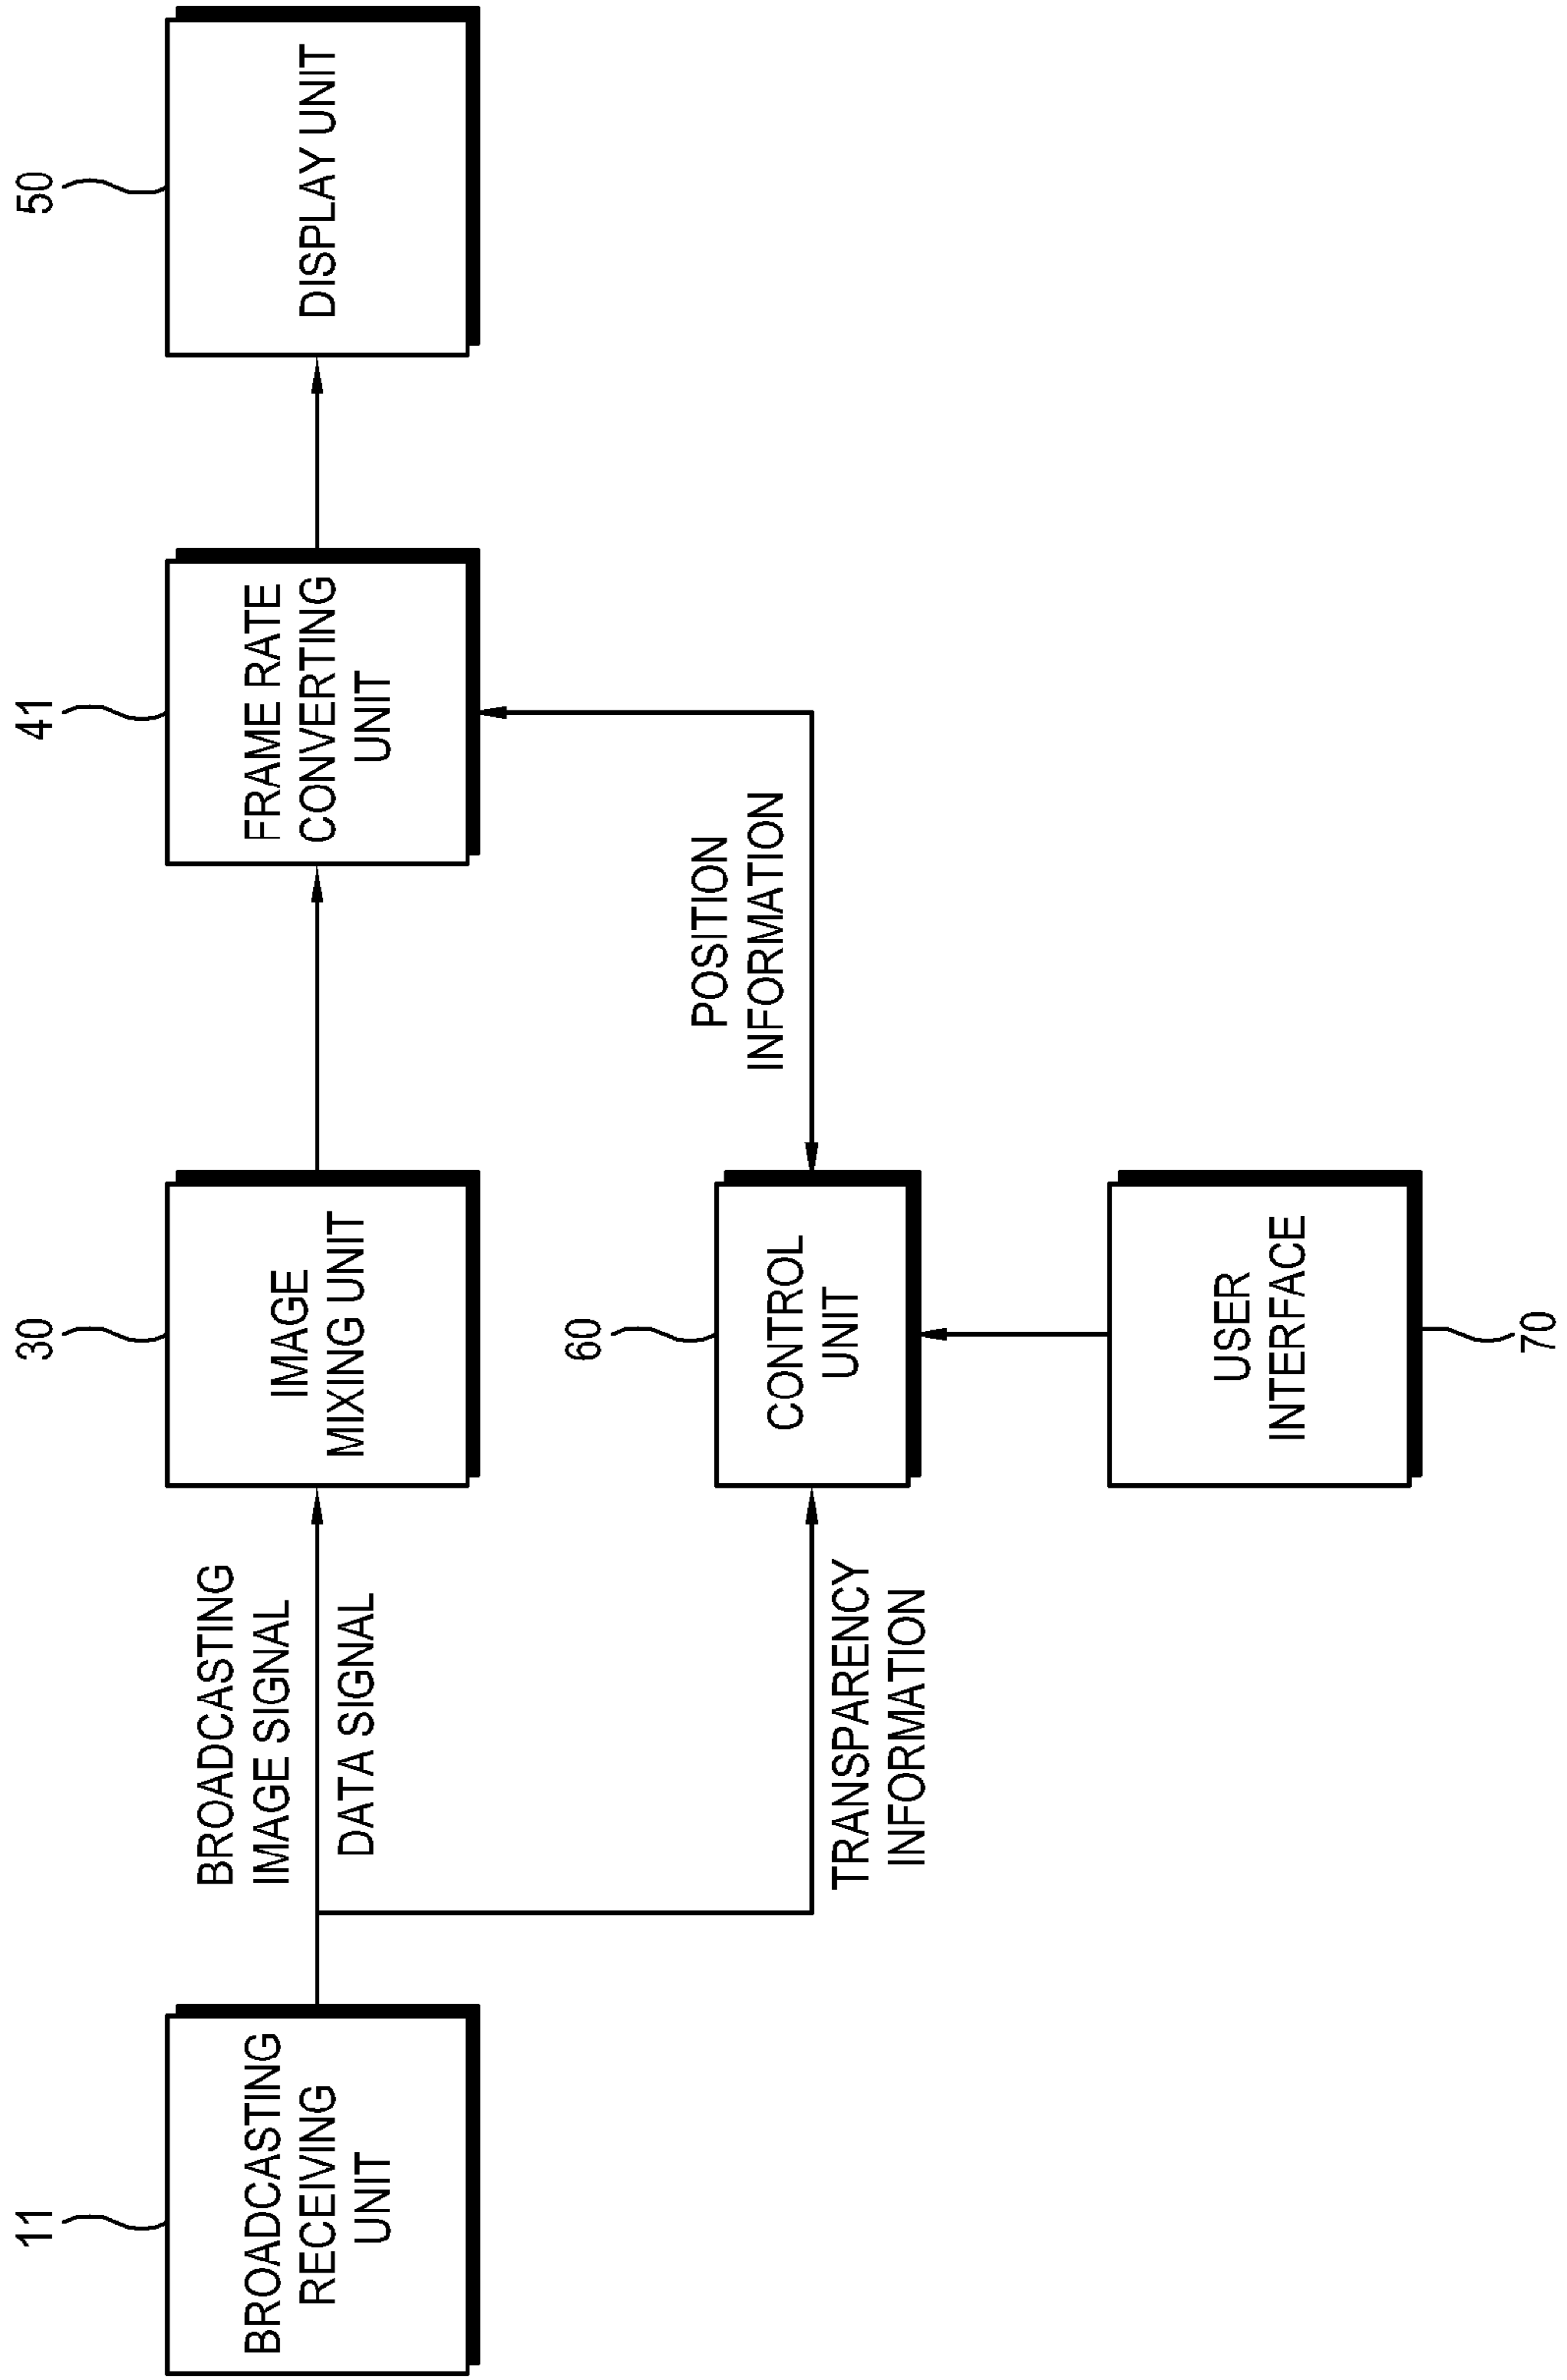 11
BROADCASTING
RECEIVING
UNIT
BROADCASTING
IMAGE SIGNAL
DATA SIGNAL
30
IMAGE
MIXING UNIT
41
FRAME RATE
CONVERTING
UNIT
50
DISPLAY UNIT
TRANSPARENCY
INFORMATION
60
CONTROL
UNIT
POSITION
INFORMATION
USER
INTERFACE
70